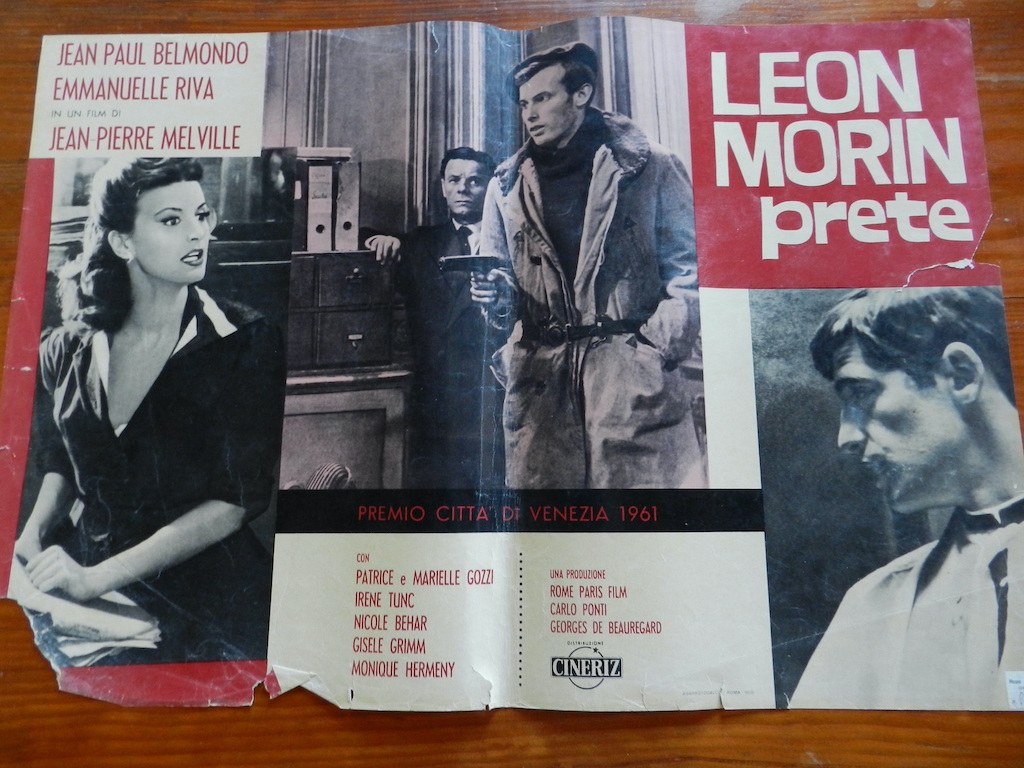 JEAN PAUL BELMONDO
EMMANUELLE RIVA
IN UN FILM DI
JEAN-PIERRE MELVILLE
LEON
MORIN
prete
PREMIO CITTA' DI VENEZIA 1961
CON
PATRICE e MARIELLE GOZZI
IRENE TUNC
NICOLE BEHAR
GISELE GRIMM
MONIQUE HERMENY
UNA PRODUZIONE
ROME PARIS FILM
CARLO PONTI
GEORGES DE BEAUREGARD
DISTRIBUZIONE
CINERIZ